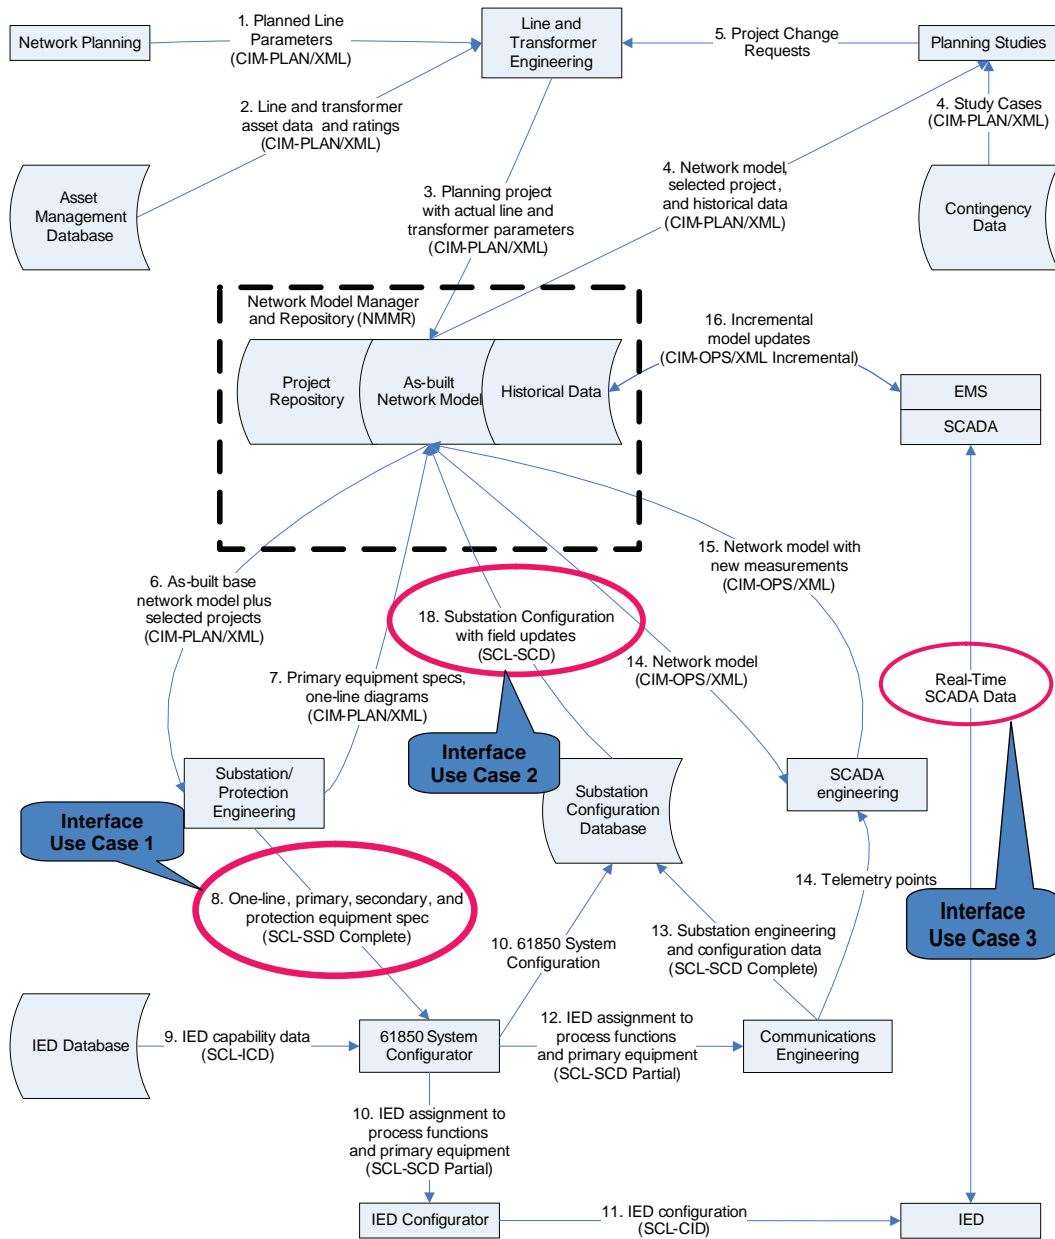 Network Planning
1. Planned Line
Parameters
(CIM-PLAN/XML)
Line and
Transformer
Engineering
5. Project Change
Requests
Planning Studies
2. Line and transformer
asset data and ratings
(CIM-PLAN/XML)
4. Study Cases
(CIM-PLAN/XML)
Asset
Management
Database
3. Planning project
with actual line and
transformer parameters
(CIM-PLAN/XML)
4. Network model,
selected project,
and historical data
(CIM-PLAN/XML)
Contingency
Data
Network Model Manager
and Repository (NMMR)
Project
Repository
As-built
Network Model
Historical Data
16. Incremental
model updates
(CIM-OPS/XML Incremental)
EMS
SCADA
6. As-built base
network model plus
selected projects
(CIM-PLAN/XML)
18. Substation Configuration
with field updates
(SCL-SCD)
15. Network model with
new measurements
(CIM-OPS/XML)
7. Primary equipment specs,
one-line diagrams
(CIM-PLAN/XML)
14. Network model
(CIM-OPS/XML)
Real-Time
SCADA Data
Interface
Use Case 2
Substation/
Protection
Engineering
Substation
Configuration
Database
SCADA
engineering
Interface
Use Case 1
8. One-line, primary, secondary, and
protection equipment spec
(SCL-SSD Complete)
14. Telemetry points
Interface
Use Case 3
10. 61850 System
Configuration
13. Substation engineering
and configuration data
(SCL-SCD Complete)
IED Database
9. IED capability data
(SCL-ICD)
61850 System
Configurator
12. IED assignment to
process functions
and primary equipment
(SCL-SCD Partial)
Communications
Engineering
10. IED assignment to
process functions
and primary equipment
(SCL-SCD Partial)
IED Configurator
11. IED configuration
(SCL-CID)
IED